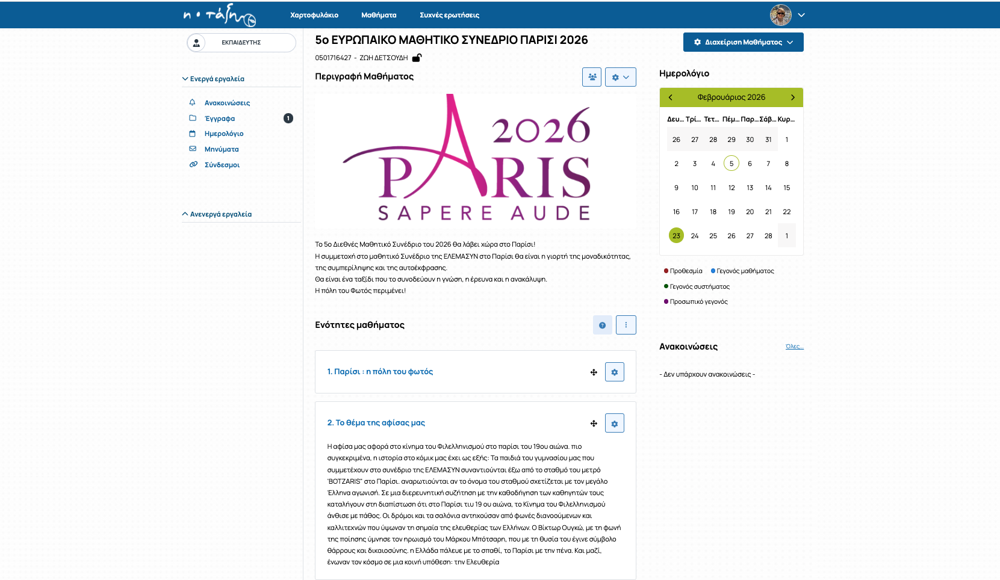 η · τάξη
Χαρτοφυλάκιο
Μαθήματα
Συχνές ερωτήσεις
ΕΚΠΑΙΔΕΥΤΗΣ
Ενεργά εργαλεία
Ανακοινώσεις
Έγγραφα
1
Ημερολόγιο
Μηνύματα
Σύνδεσμοι
Ανενεργά εργαλεία
5ο ΕΥΡΩΠΑΙΚΟ ΜΑΘΗΤΙΚΟ ΣΥΝΕΔΡΙΟ ΠΑΡΙΣΙ 2026
0501716427 - ΖΩΗ ΔΕΤΣΟΥΔΗ
Διαχείριση Μαθήματος
Περιγραφή Μαθήματος
2026
PARIS
SAPERE AUDE
Το 5ο Διεθνές Μαθητικό Συνέδριο του 2026 θα λάβει χώρα στο Παρίσι!
Η συμμετοχή στο μαθητικό Συνέδριο της ΕΛΕΜΑΣΥΝ στο Παρίσι θα είναι η γιορτή της μοναδικότητας,
της συμπερίληψης και της αυτοέκφρασης.
Θα είναι ένα ταξίδι που το συνοδεύουν η γνώση, η έρευνα και η ανακάλυψη.
Η πόλη του Φωτός περιμένει!
Ενότητες μαθήματος
1. Παρίσι : η πόλη του φωτός
2. Το θέμα της αφίσας μας
Η αφίσα μας αφορά στο κίνημα του Φιλελληνισμού στο παρίσι του 19ου αιώνα. πιο
συγκεκριμένα, η ιστορία στο κόμικ μας έχει ως εξής: Τα παιδιά του γυμνασίου μας που
συμμετέχουν στο συνέδριο της ΕΛΕΜΑΣΥΝ συναντιούνται έξω από το σταθμό του μετρό
'BOTZARIS" στο Παρίσι. αναρωτιούνται αν το όνομα του σταθμού σχετίζεται με τον μεγάλο
Έλληνα αγωνισή. Σε μια διερευνητική συζήτηση με την καθοδήγηση των καθηγητών τους
καταλήγουν στη διαπίστωση ότι στο Παρίσι τιυ 19 ου αιώνα, το Κίνημα του Φιλελληνισμού
άνθισε με πάθος. Οι δρόμοι και τα σαλόνια αντηχούσαν από φωνές διανοούμενων και
καλλιτεχνών που ύψωναν τη σημαία της ελευθερίας των Ελλήνων. Ο Βίκτωρ Ουγκώ, με τη φωνή
της ποίησης ύμνησε τον ηρωισμό του Μάρκου Μπότσαρη, που με τη θυσία του έγινε σύμβολο
θάρρους και δικαιοσύνης. η Ελλάδα πάλευε με το σπαθί, το Παρίσι με την πένα. Και μαζί,
ένωναν τον κόσμο σε μια κοινή υπόθεση: την Ελευθερία
Ημερολόγιο
Φεβρουάριος 2026
Δευ... Τρί... Τετ... Πέμ... Παρ... Σάβ... Κυρ...
26 27 28 29 30 31 1
2 3 4 5 6 7 8
9 10 11 12 13 14 15
16 17 18 19 20 21 22
23 24 25 26 27 28 1
Προθεσμία Γεγονός μαθήματος
Γεγονός συστήματος
Προσωπικό γεγονός
Ανακοινώσεις
Όλες...
- Δεν υπάρχουν ανακοινώσεις -